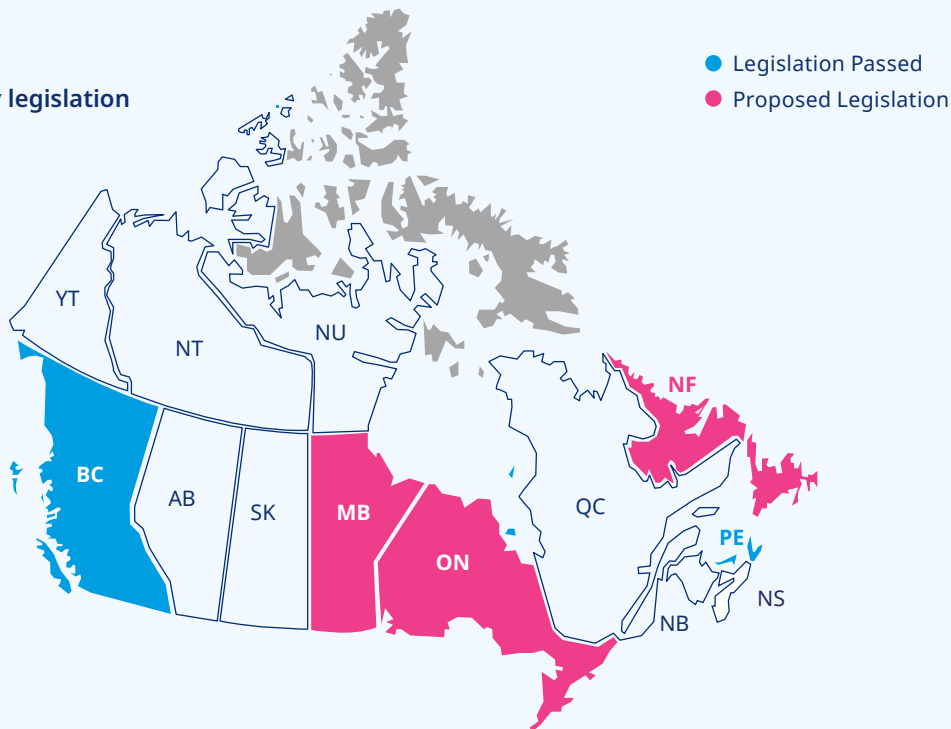 legislation
Legislation Passed
Proposed Legislation
YT
NT
NU
NF
BC
AB
SK
MB
ON
QC
PE
NS
NB